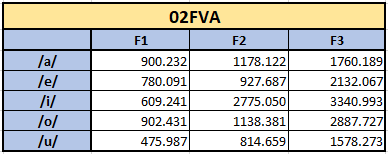 02FVA
F1 F2 F3
/a/ 900.232 1178.122 1760.189
/e/ 780.091 927.687 2132.067
/i/ 609.241 2775.050 3340.993
/o/ 902.431 1138.381 2887.727
/u/ 475.987 814.659 1578.273